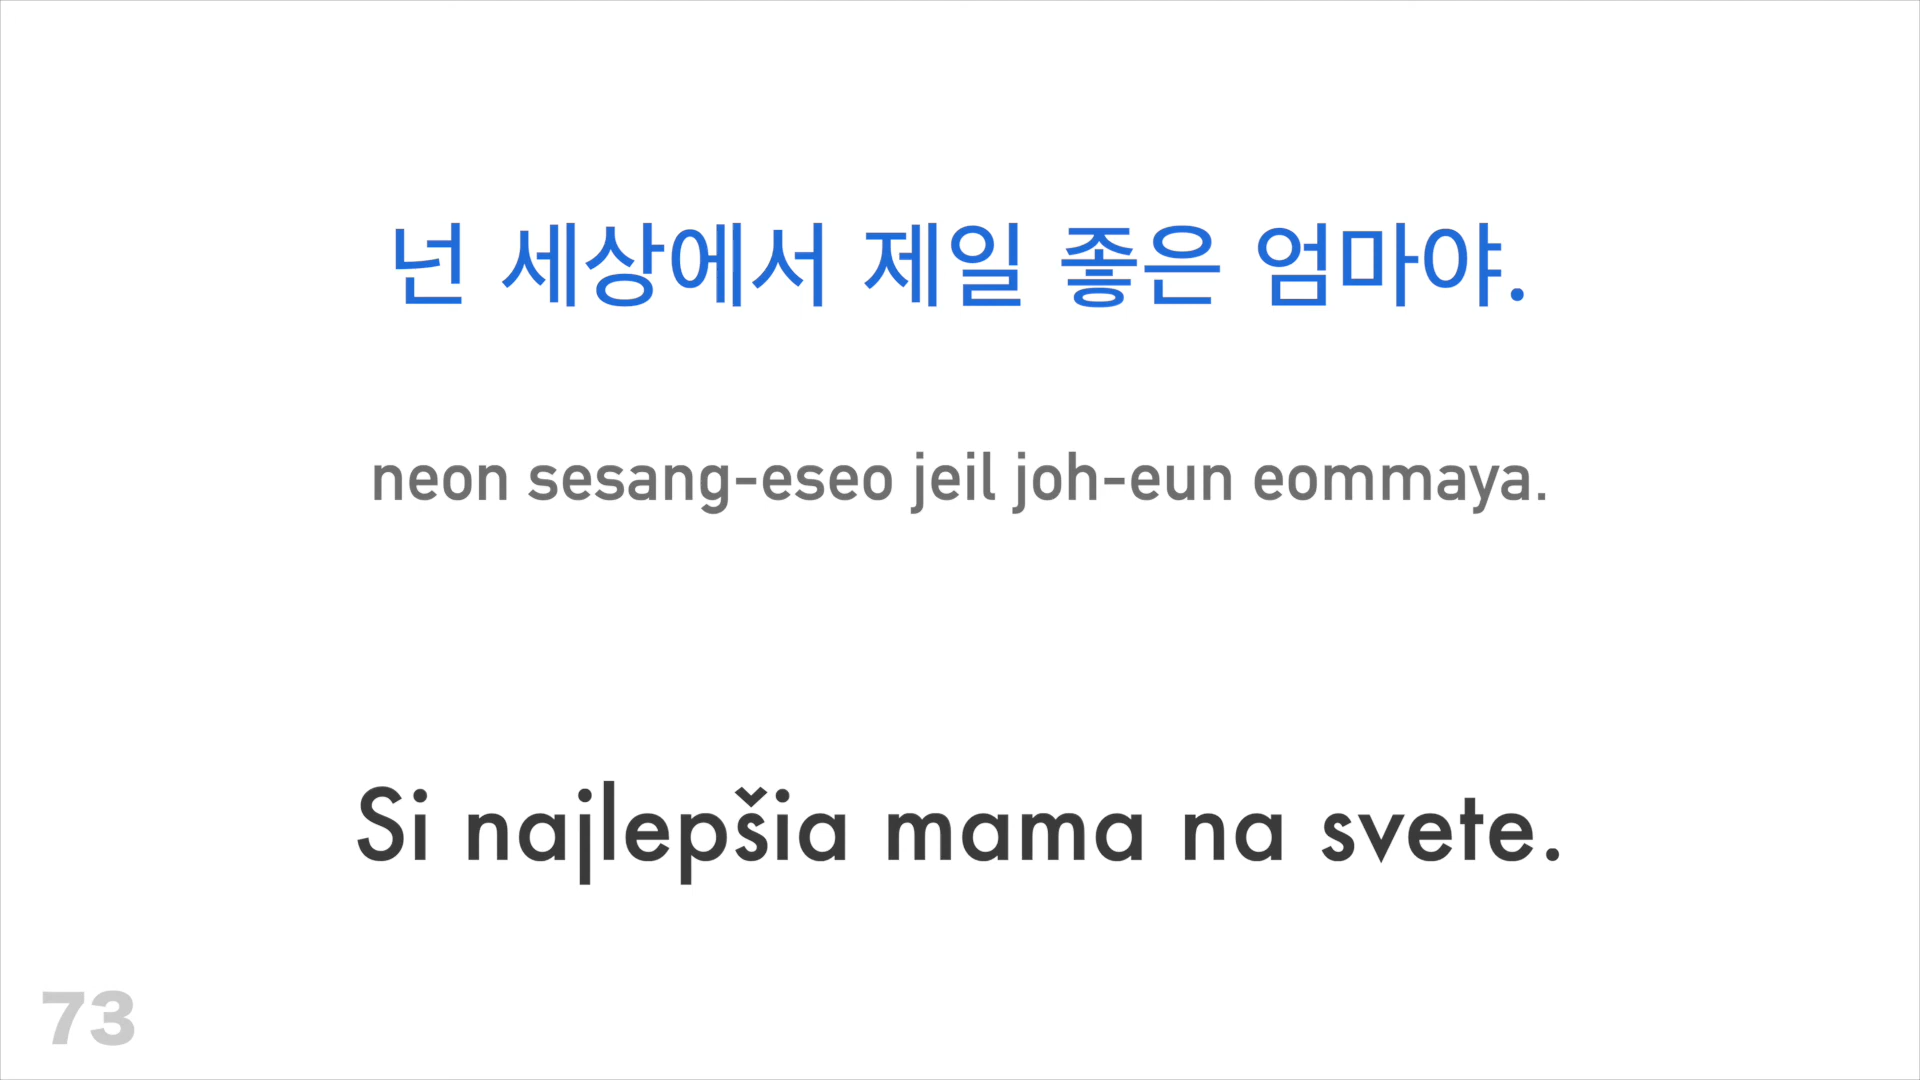 넌 세상에서 제일 좋은 엄마야.
neon sesang-eseo jeil joh-eun eommaya.
Si najlepšia mama na svete.
73